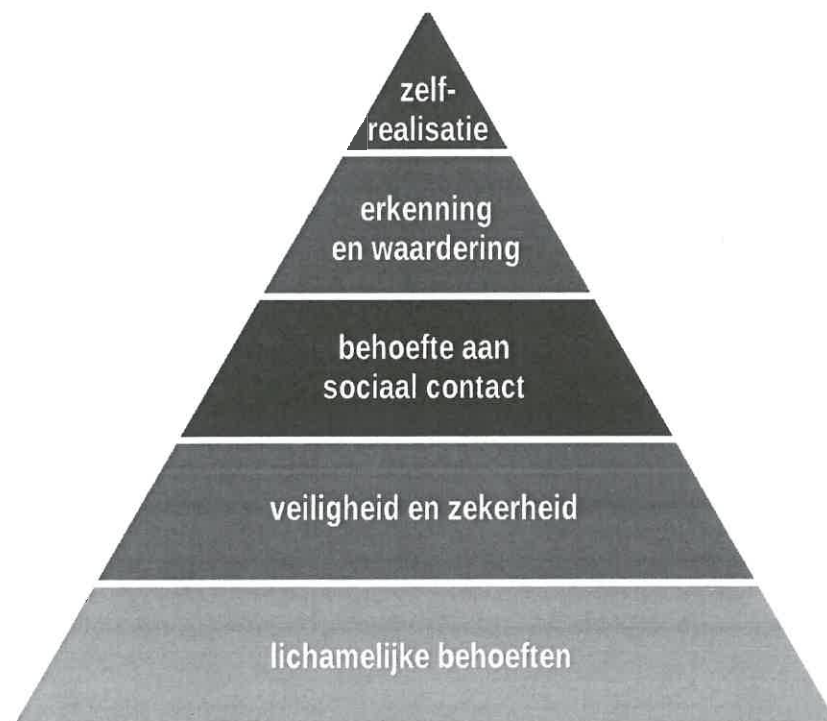 zelf-
realisatie
erkenning
en waardering
behoefte aan
sociaal contact
veiligheid en zekerheid
lichamelijke behoeften